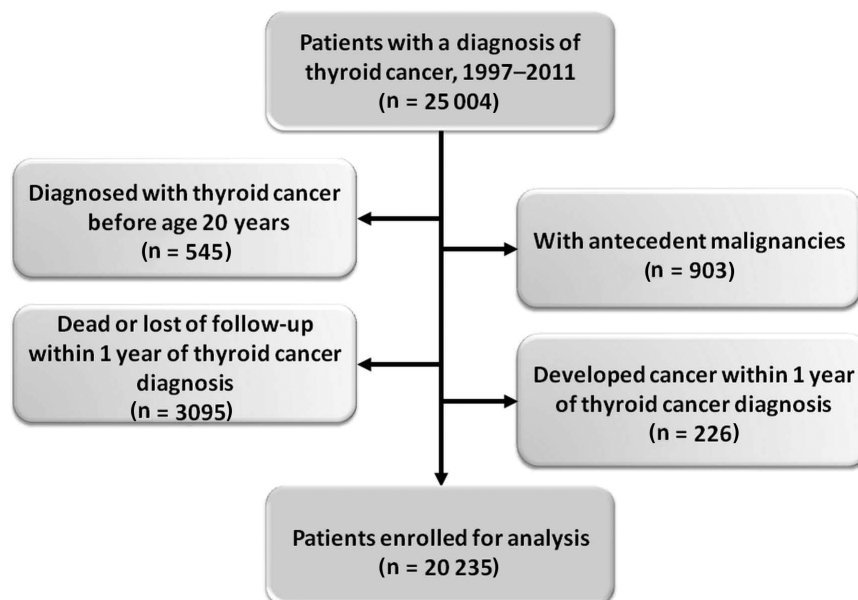 Patients with a diagnosis of
thyroid cancer, 1997–2011
(n = 25 004)
Diagnosed with thyroid cancer
before age 20 years
(n = 545)
With antecedent malignancies
(n = 903)
Dead or lost of follow-up
within 1 year of thyroid cancer
diagnosis
(n = 3095)
Developed cancer within 1 year
of thyroid cancer diagnosis
(n = 226)
Patients enrolled for analysis
(n = 20 235)